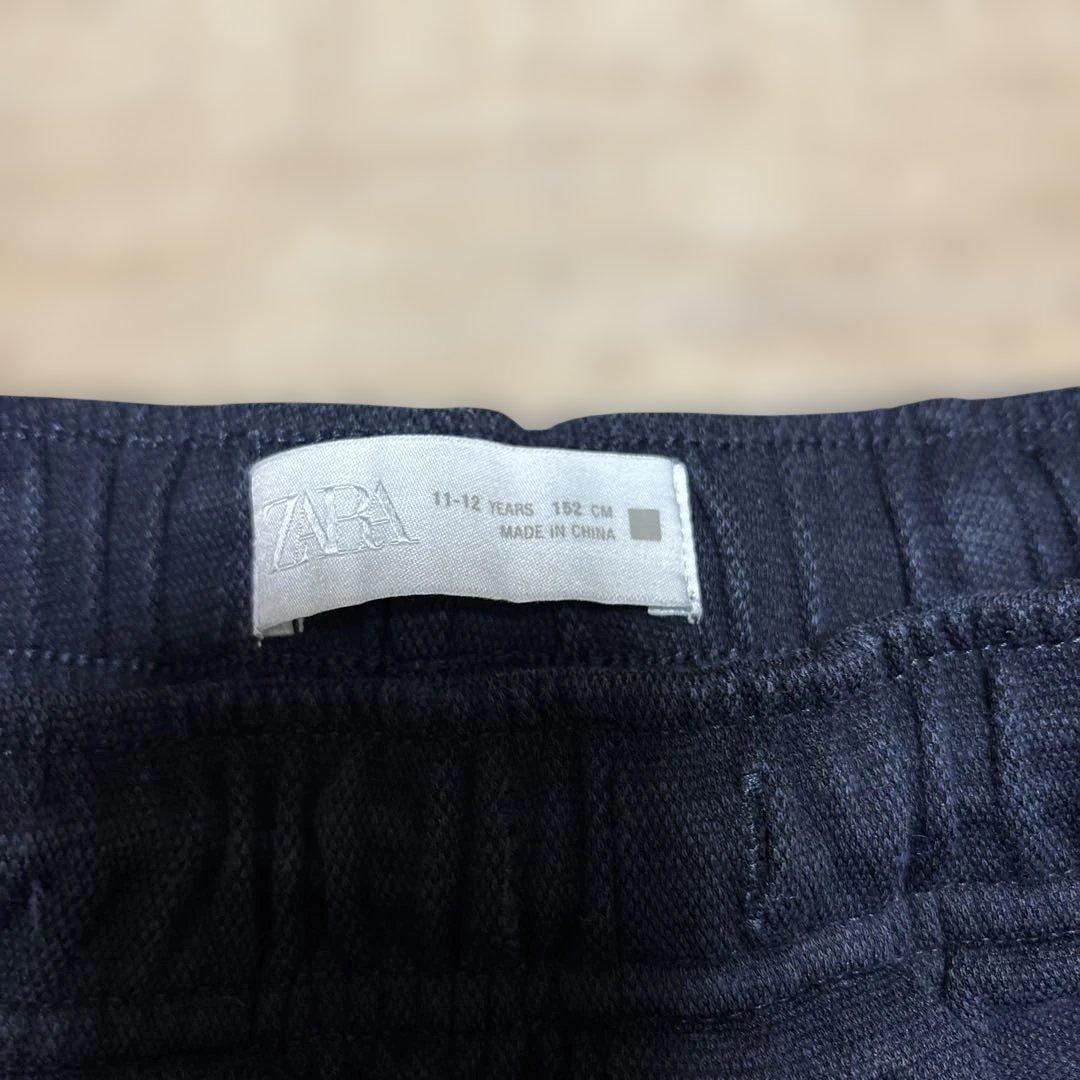 ZARA
11-12 YEARS 152 CM
MADE IN CHINA